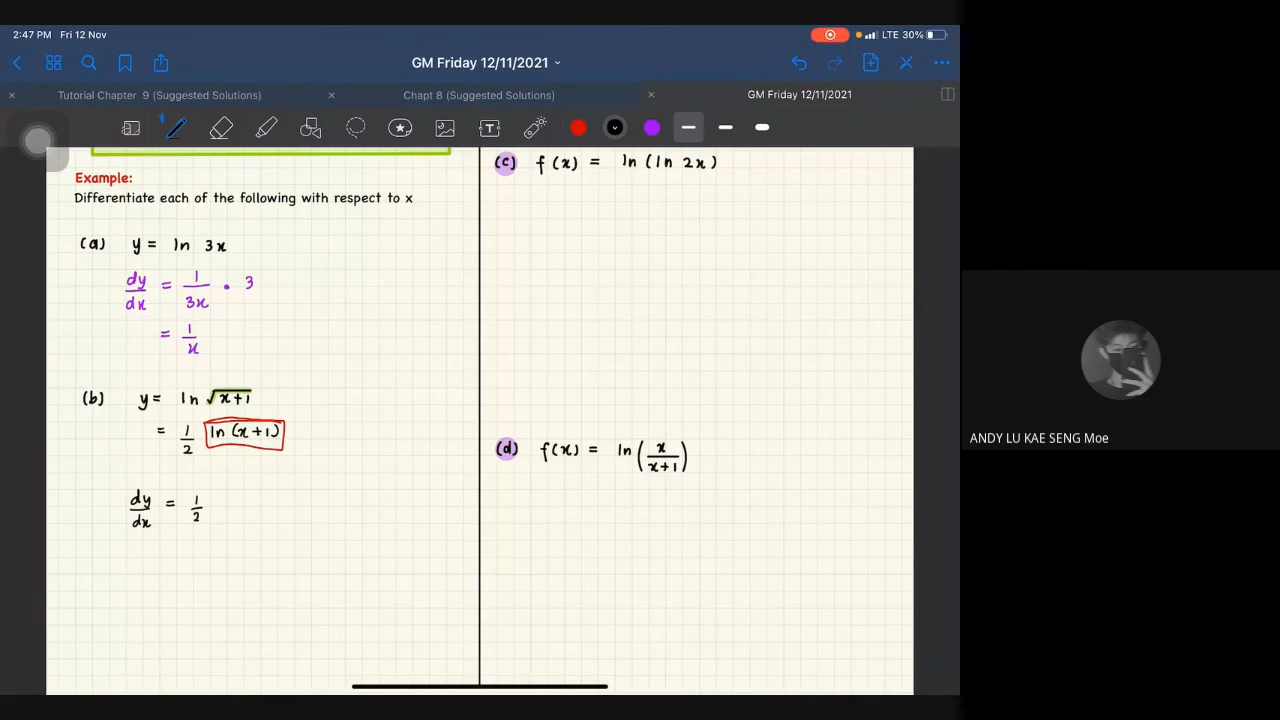 2:47 PM Fri 12 Nov
LTE 30%
GM Friday 12/11/2021
Tutorial Chapter 9 (Suggested Solutions)
Chapt 8 (Suggested Solutions)
GM Friday 12/11/2021
Example:
Differentiate each of the following with respect to x
(a) y = ln 3x
dy/dx = 1/3x · 3
= 1/x
(b) y = ln √(x+1)
= 1/2 ln (x+1)
dy/dx = 1/2
(c) f(x) = ln (ln 2x)
(d) f(x) = ln (x/(x+1))
ANDY LU KAE SENG Moe